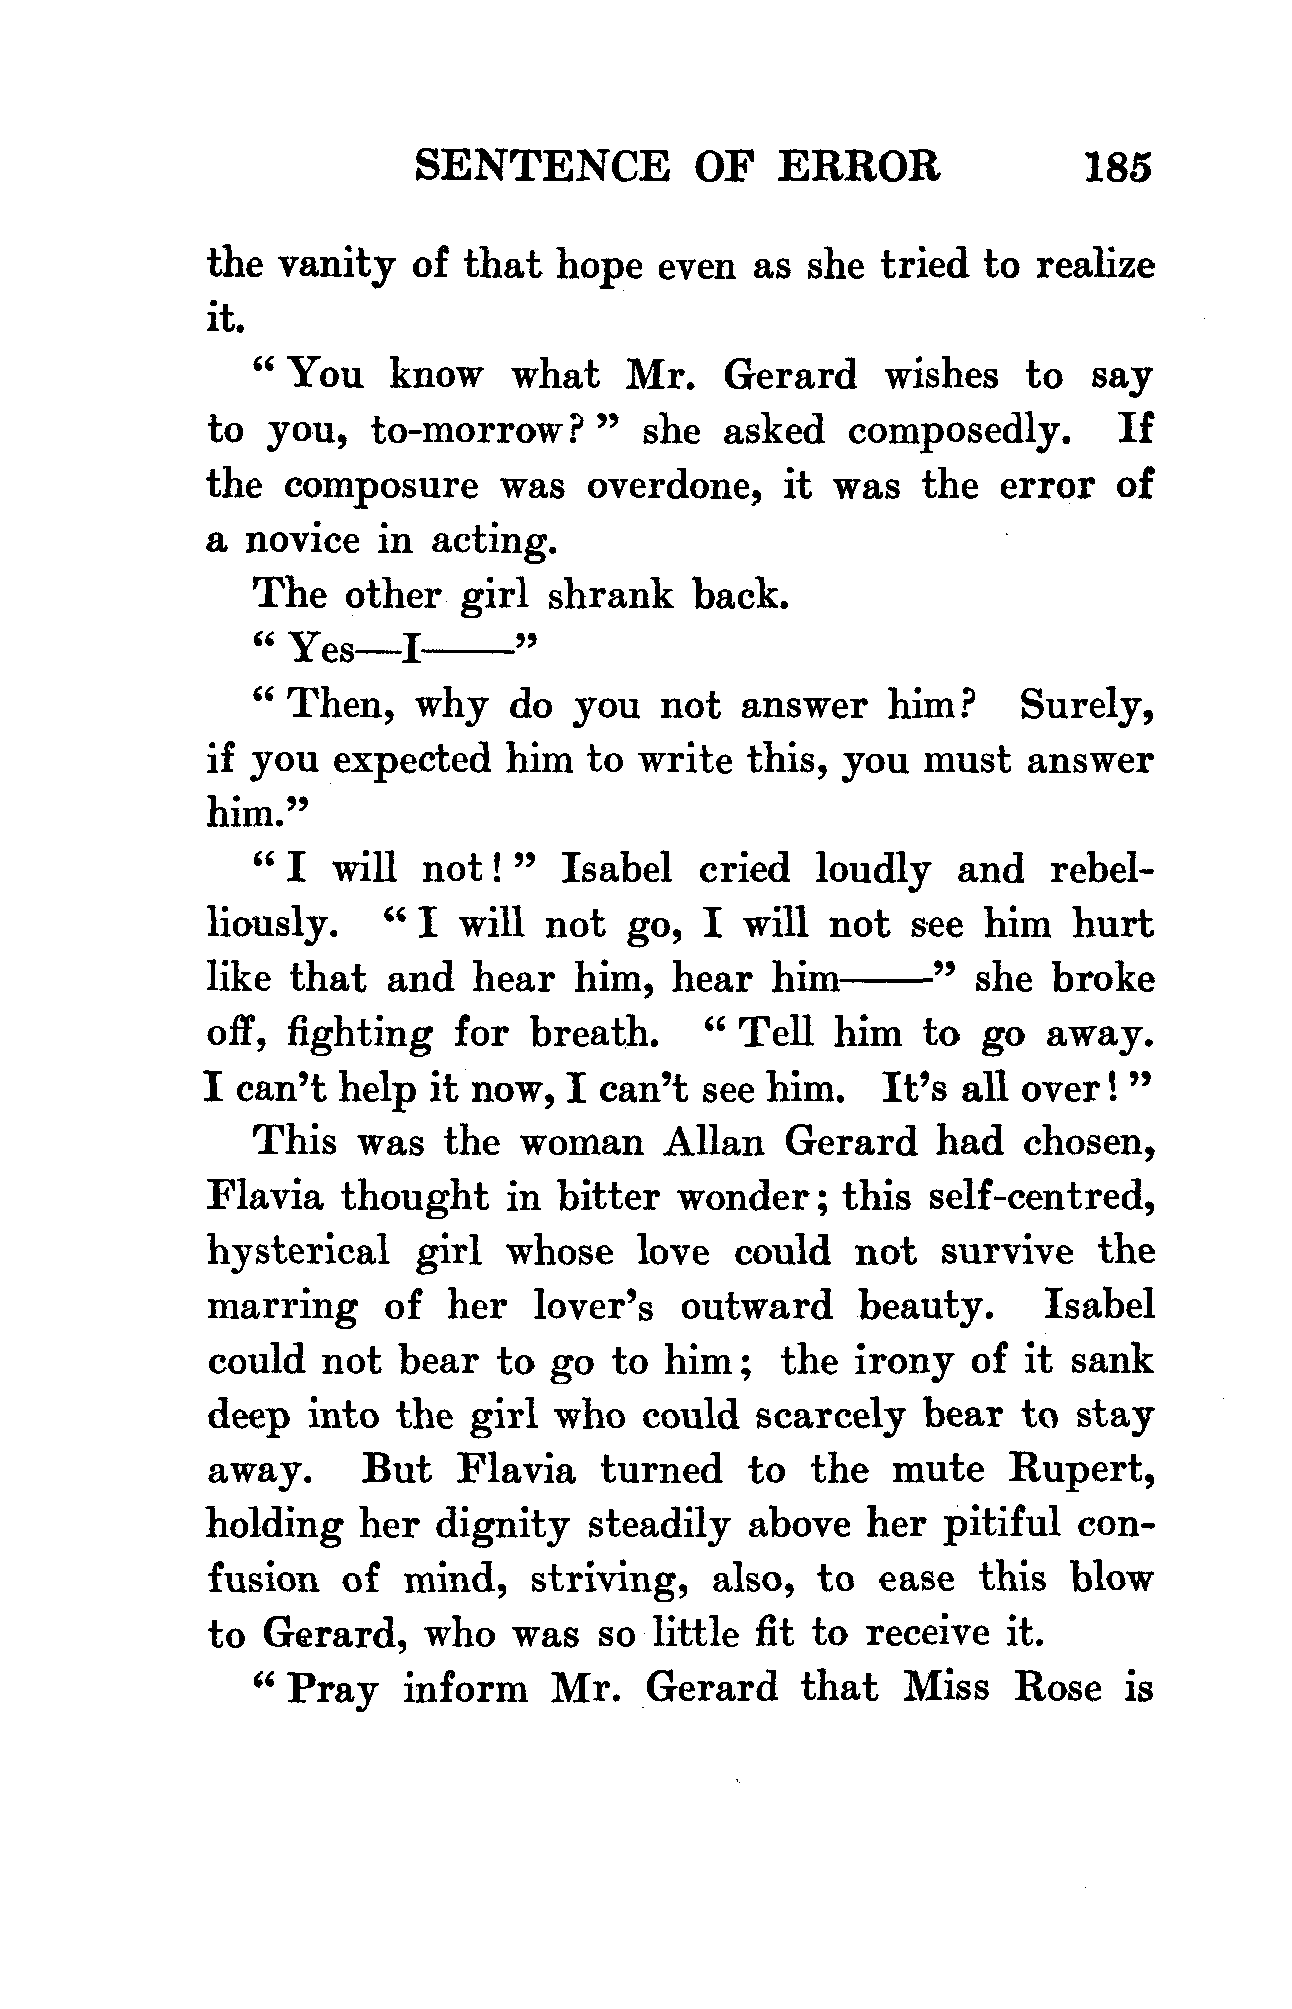 SENTENCE OF ERROR 185
the vanity of that hope even as she tried to realize
it.
“ You know what Mr. Gerard wishes to say
to you, to-morrow? ” she asked composedly. If
the composure was overdone, it was the error of
a novice in acting.
The other girl shrank back.
“ Yes—I——”
“ Then, why do you not answer him? Surely,
if you expected him to write this, you must answer
him.”
“ I will not! ” Isabel cried loudly and rebel-
liously. “ I will not go, I will not see him hurt
like that and hear him, hear him——” she broke
off, fighting for breath. “ Tell him to go away.
I can’t help it now, I can’t see him. It’s all over! ”
This was the woman Allan Gerard had chosen,
Flavia thought in bitter wonder; this self-centred,
hysterical girl whose love could not survive the
marring of her lover’s outward beauty. Isabel
could not bear to go to him; the irony of it sank
deep into the girl who could scarcely bear to stay
away. But Flavia turned to the mute Rupert,
holding her dignity steadily above her pitiful con-
fusion of mind, striving, also, to ease this blow
to Gerard, who was so little fit to receive it.
“ Pray inform Mr. Gerard that Miss Rose is